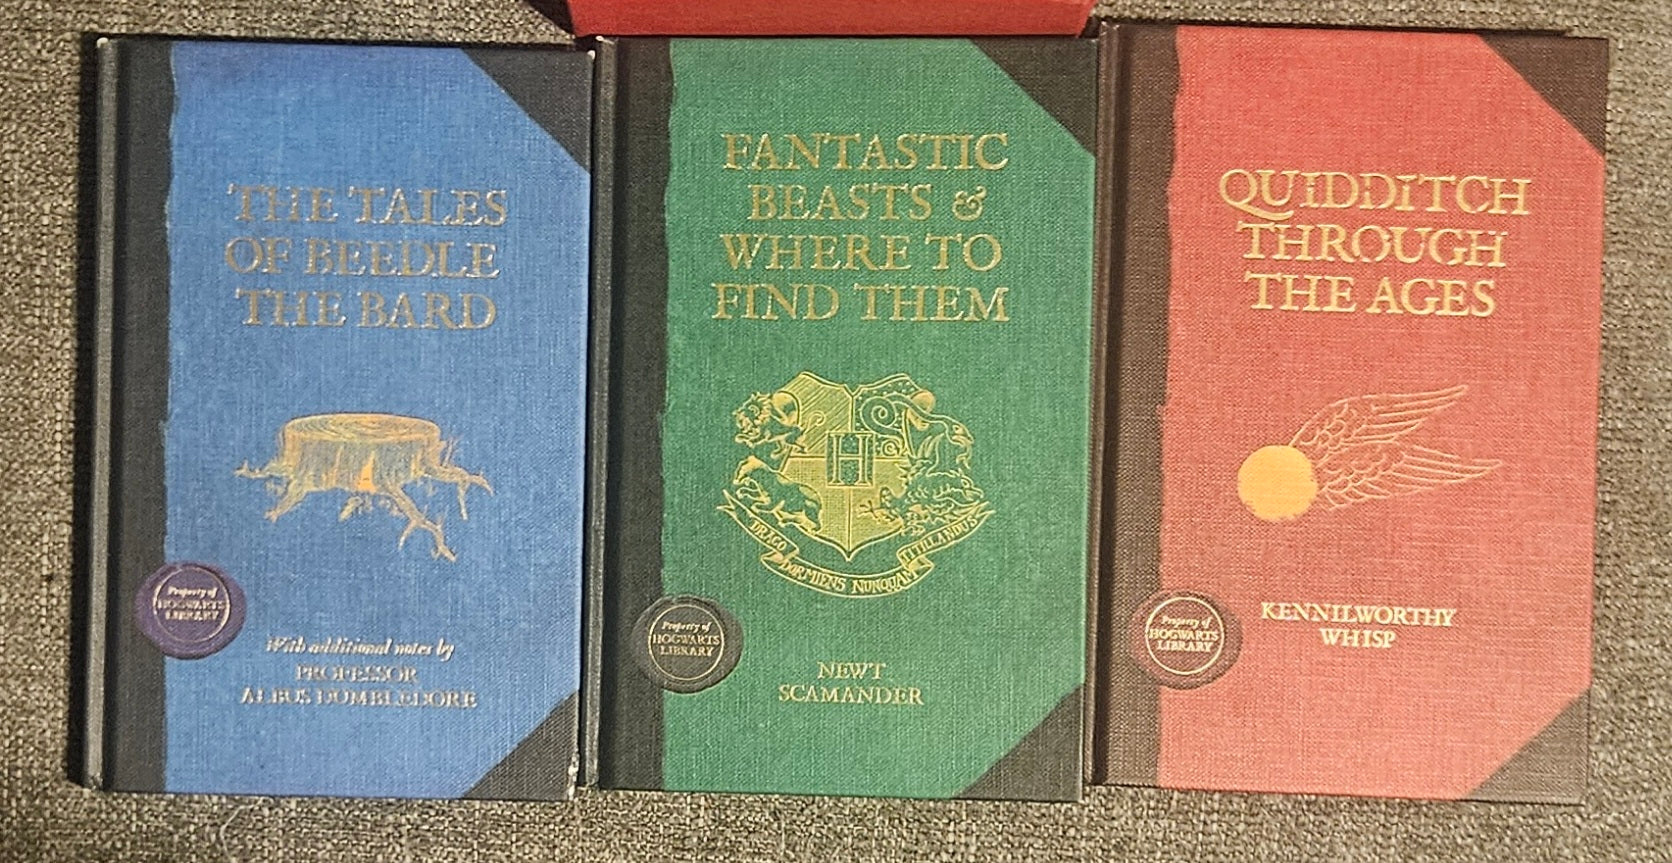 THE TALES
OF BEEDLE
THE BARD
Property of
HOGWARTS
LIBRARY
With additional notes by
PROFESSOR
ALBUS DUMBLEDORE
FANTASTIC
BEASTS &
WHERE TO
FIND THEM
H
DRACO
DORMIENS NUNQUAM
TITILLANDUS
Property of
HOGWARTS
LIBRARY
NEWT
SCAMANDER
QUIDDITCH
THROUGH
THE AGES
KENNILWORTHY
WHISP
Property of
HOGWARTS
LIBRARY